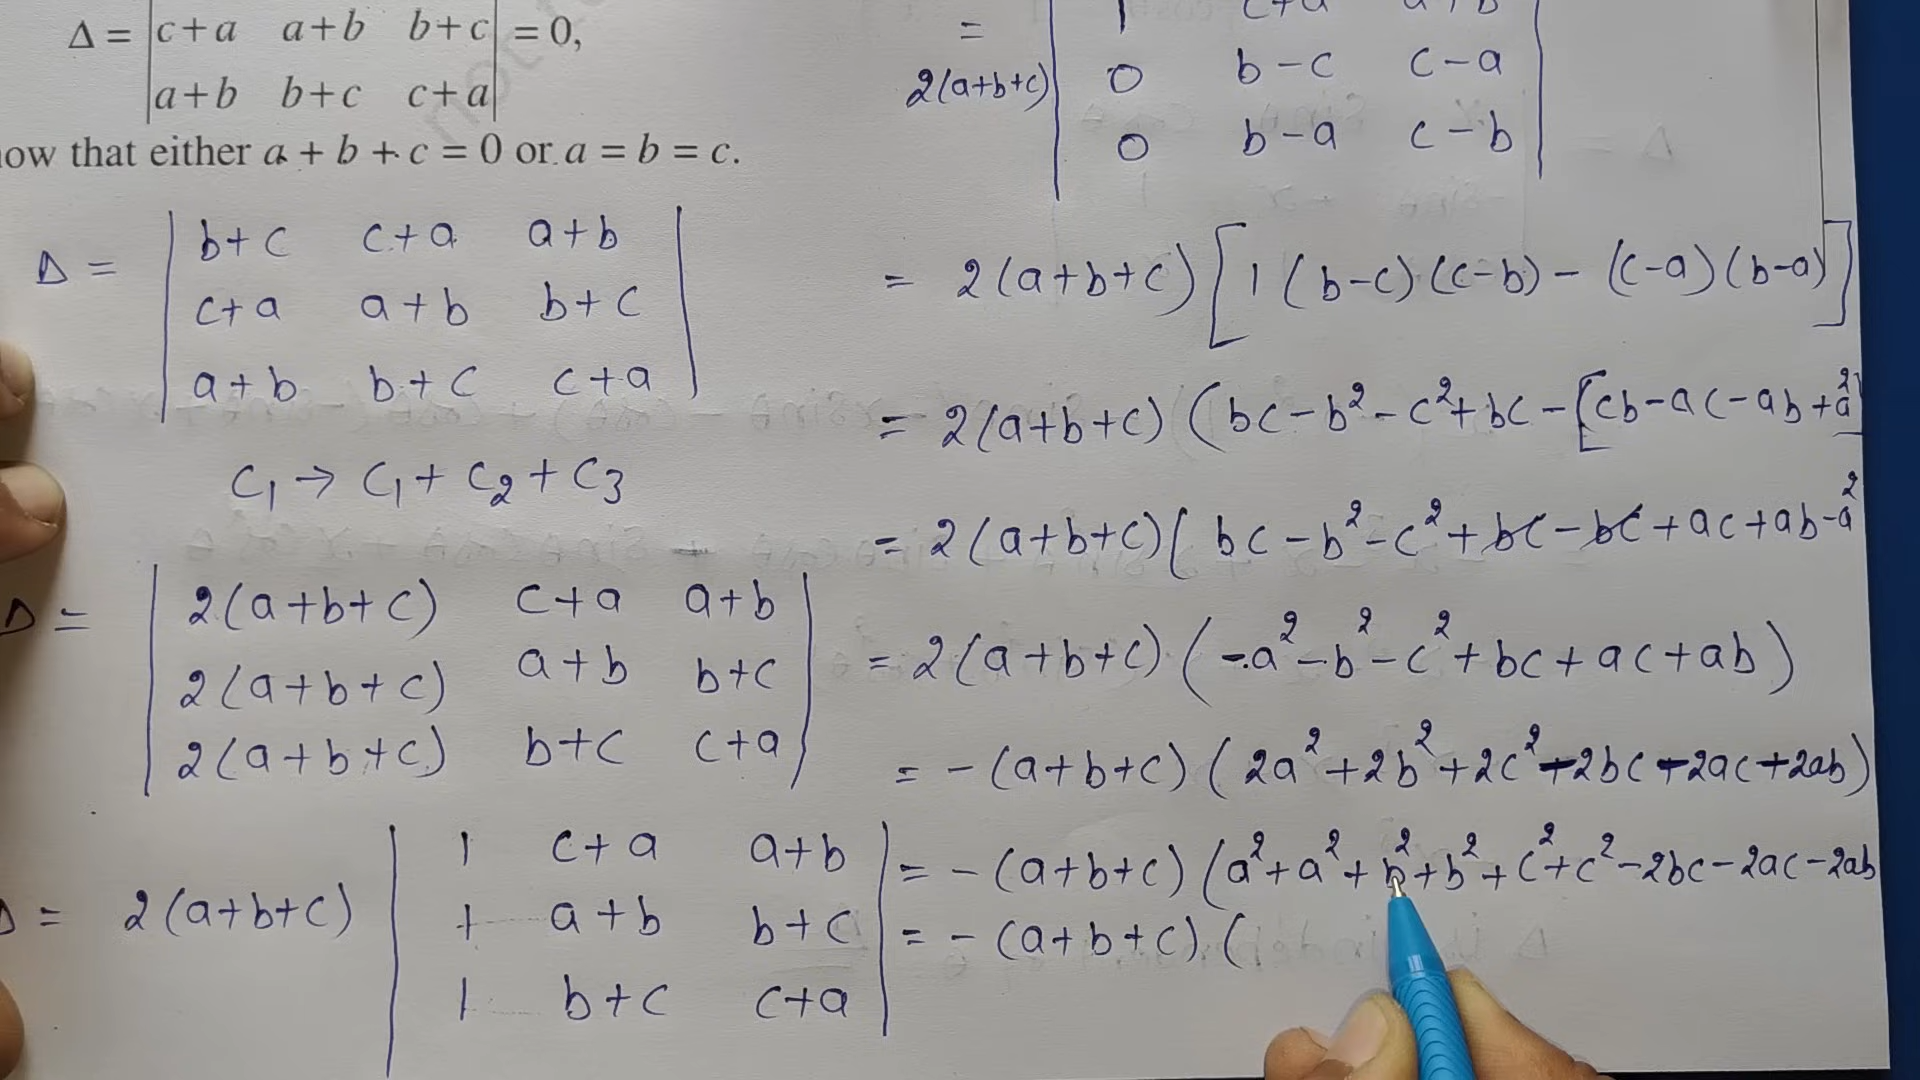 Δ = |c+a a+b b+c| = 0,
|a+b b+c c+a|
ow that either a + b + c = 0 or a = b = c.
Δ = |b+c c+a a+b|
|c+a a+b b+c|
|a+b b+c c+a|
C₁ → C₁ + C₂ + C₃
Δ = |2(a+b+c) c+a a+b|
|2(a+b+c) a+b b+c|
|2(a+b+c) b+c c+a|
Δ = 2(a+b+c) |1 c+a a+b|
|1 a+b b+c|
|1 b+c c+a|
= 2(a+b+c) |1 c+a a+b|
|0 b-c c-a|
|0 b-a c-b|
= 2(a+b+c) [1(b-c)(c-b) - (c-a)(b-a)]
= 2(a+b+c) (bc - b² - c² + bc - [cb - ac - ab + a²]
= 2(a+b+c) (bc - b² - c² + bc - bc + ac + ab - a²
= 2(a+b+c) (-a² - b² - c² + bc + ac + ab)
= -(a+b+c) (2a² + 2b² + 2c² - 2bc - 2ac + 2ab)
= -(a+b+c) (a² + a² + b² + b² + c² + c² - 2bc - 2ac - 2ab
= -(a+b+c) (